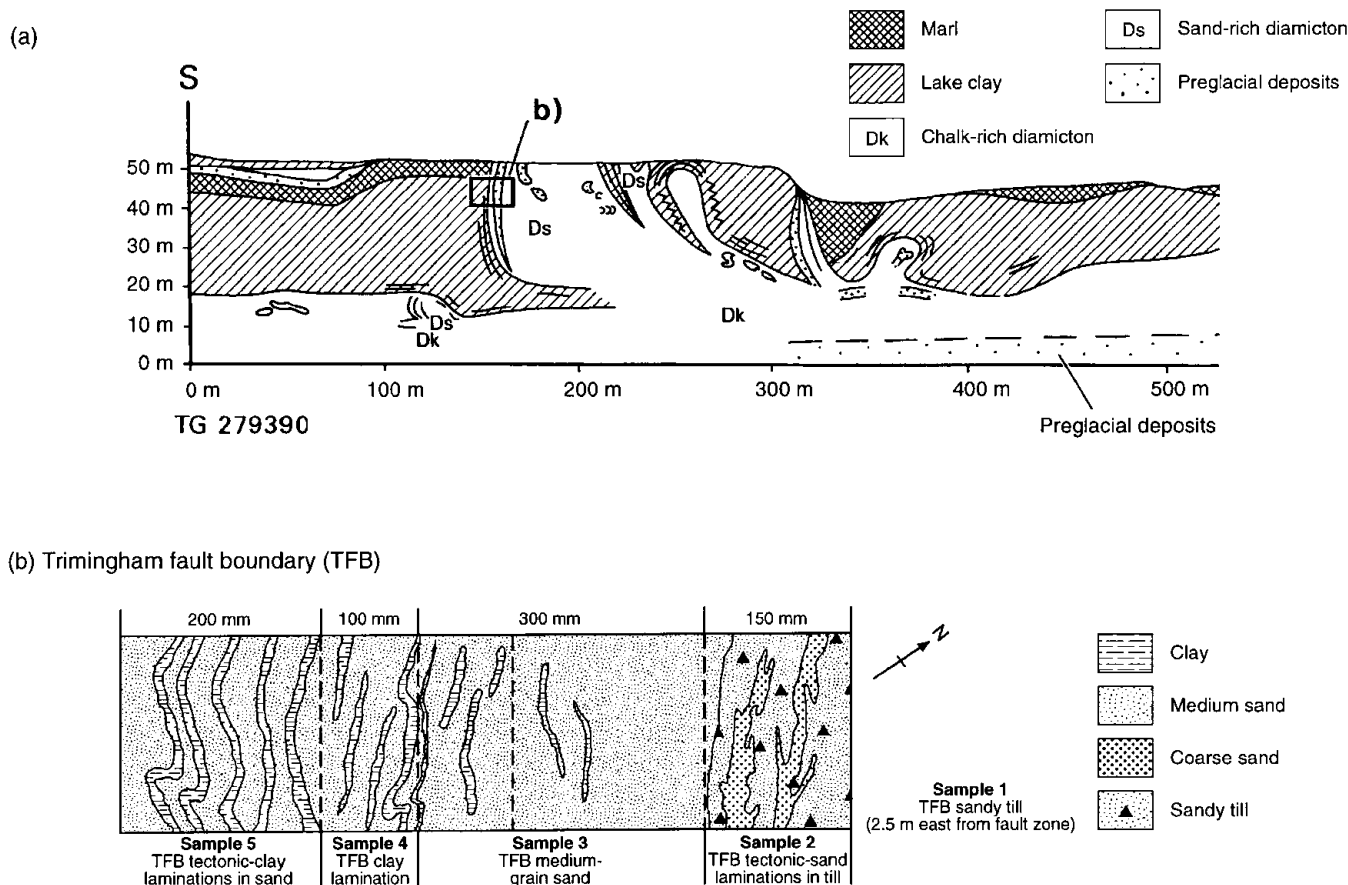 (a)
S
b)
Marl
Lake clay
Dk Chalk-rich diamicton
Ds Sand-rich diamicton
Preglacial deposits
50 m
40 m
30 m
20 m
10 m
0 m
Ds
c
Ds
Ds
Dk
Dk
0 m 100 m 200 m 300 m 400 m 500 m
TG 279390
Preglacial deposits
(b) Trimingham fault boundary (TFB)
200 mm 100 mm 300 mm 150 mm
N
Clay
Medium sand
Coarse sand
Sandy till
Sample 1
TFB sandy till
(2.5 m east from fault zone)
Sample 5
TFB tectonic-clay
laminations in sand
Sample 4
TFB clay
lamination
Sample 3
TFB medium-
grain sand
Sample 2
TFB tectonic-sand
laminations in till